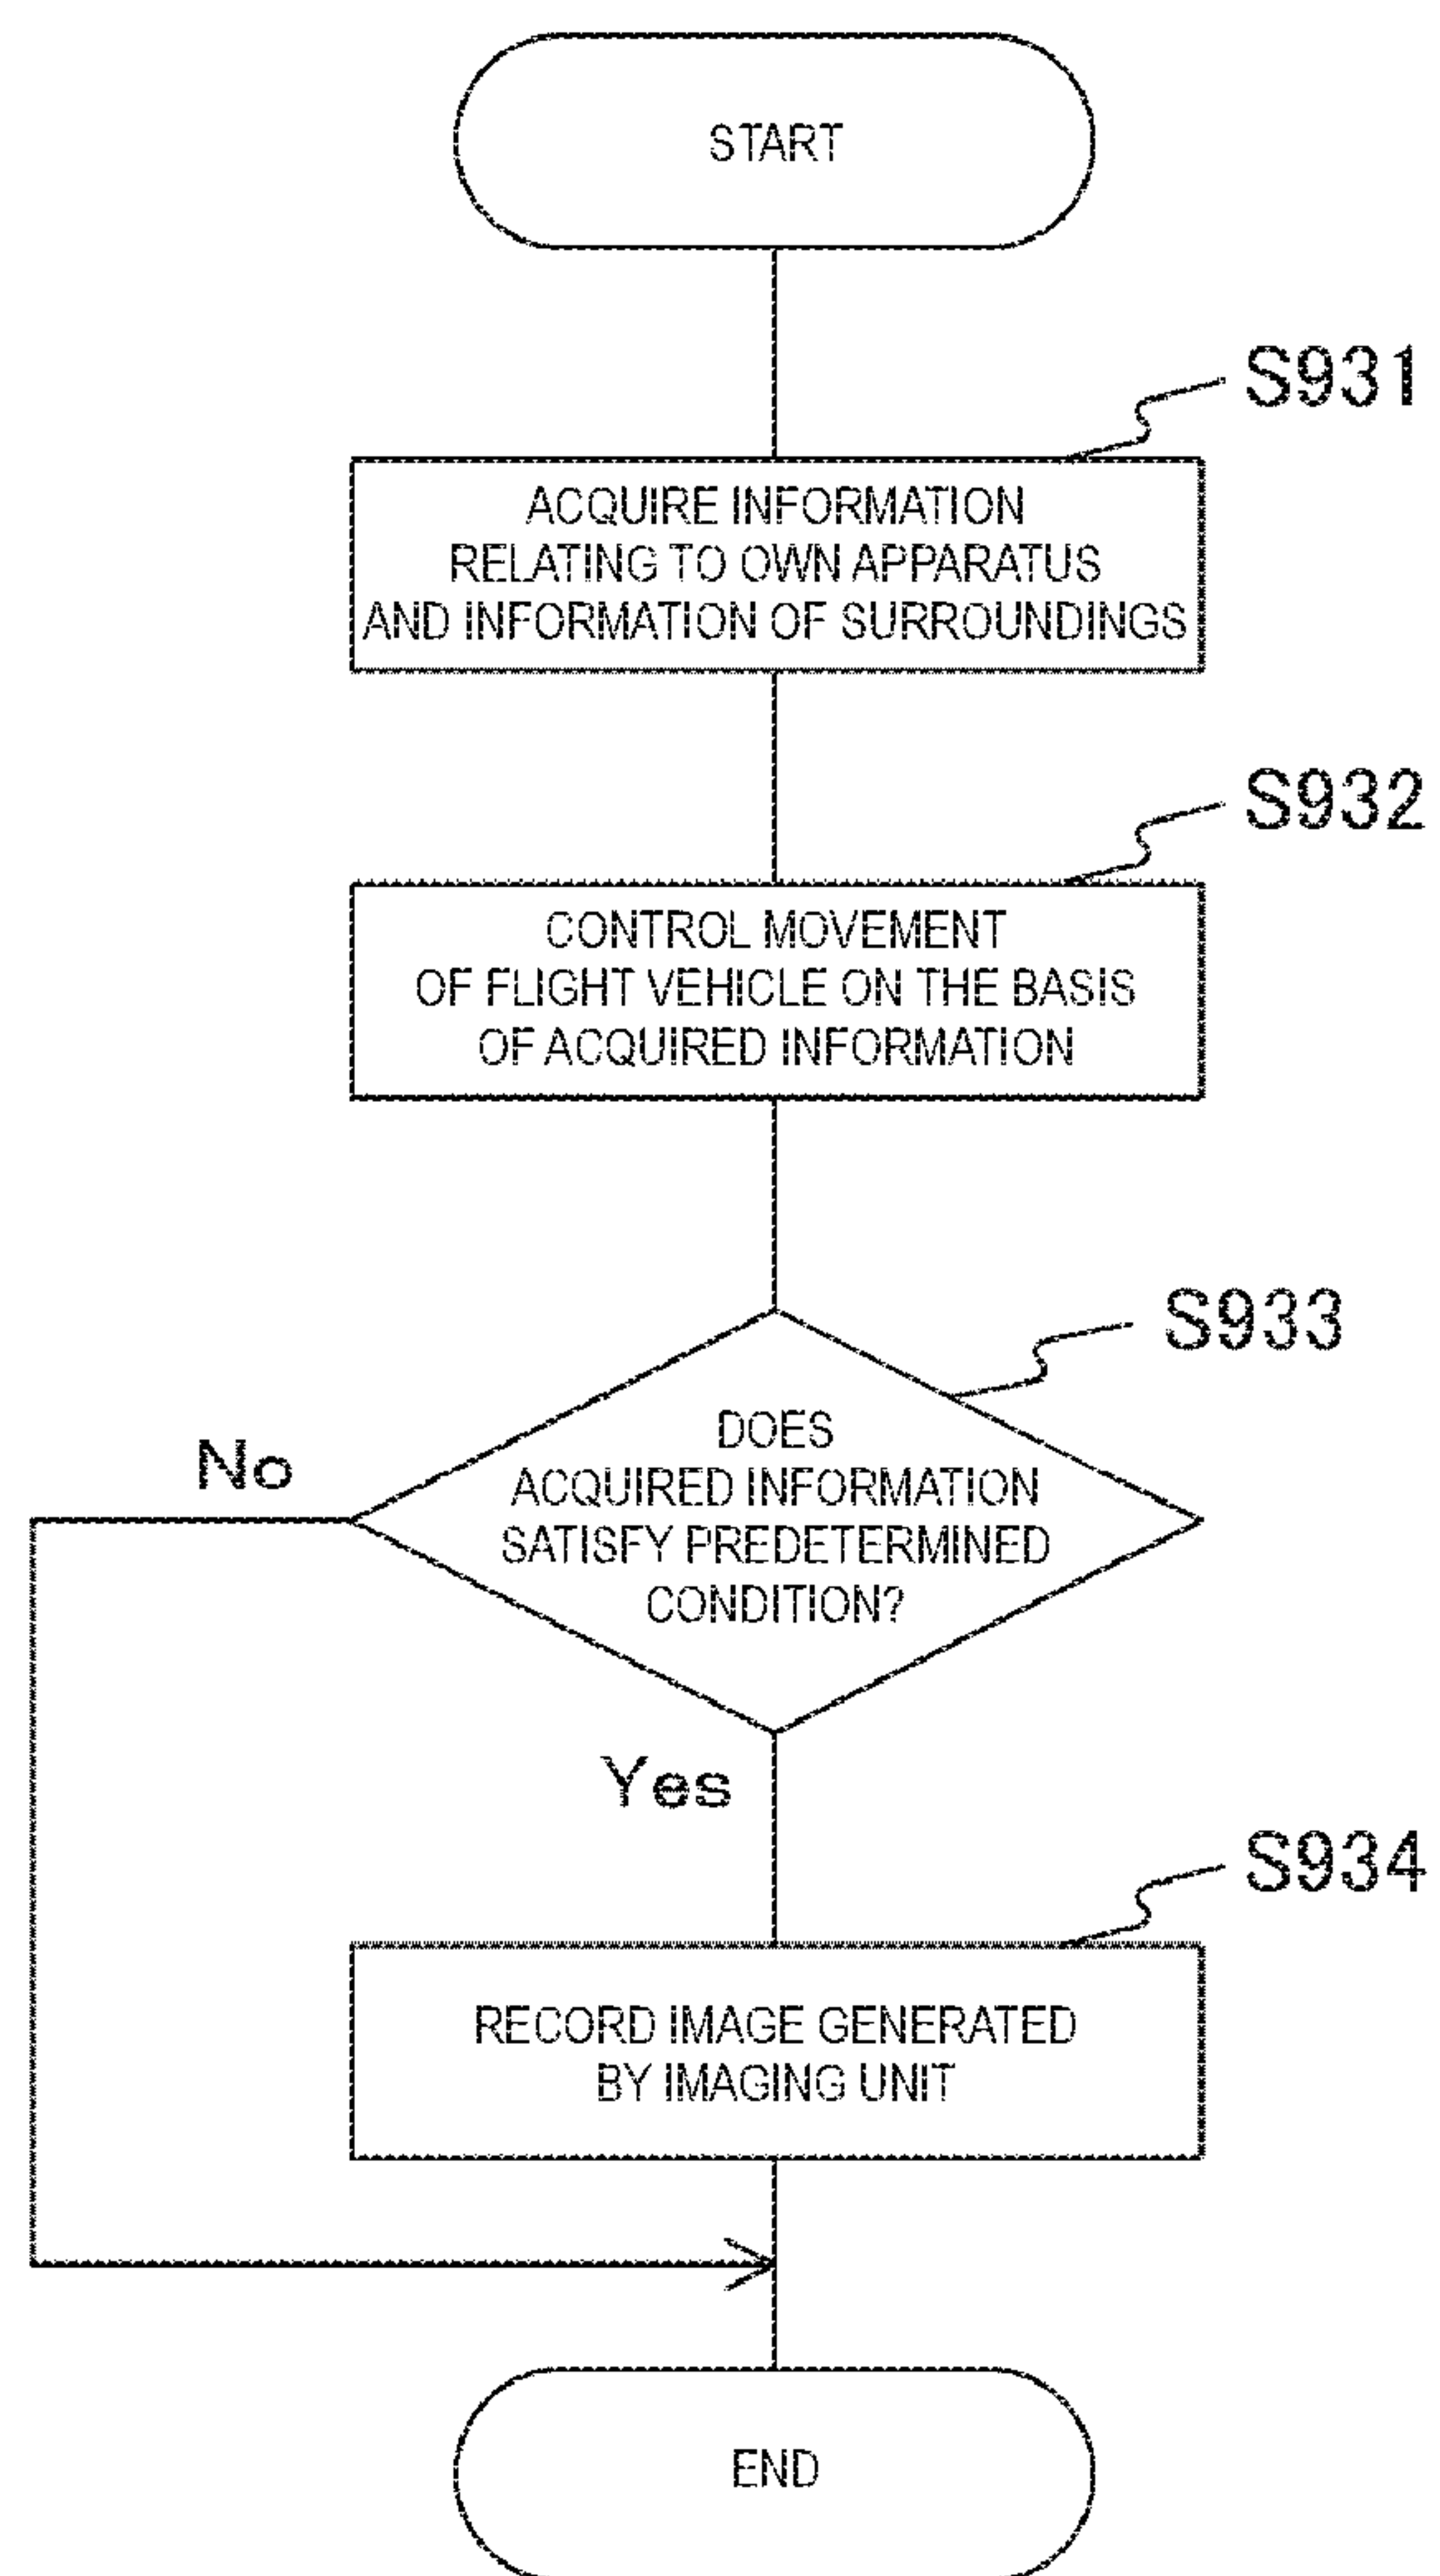 START
S931
ACQUIRE INFORMATION
RELATING TO OWN APPARATUS
AND INFORMATION OF SURROUNDINGS
S932
CONTROL MOVEMENT
OF FLIGHT VEHICLE ON THE BASIS
OF ACQUIRED INFORMATION
S933
DOES
ACQUIRED INFORMATION
SATISFY PREDETERMINED
CONDITION?
No
Yes
S934
RECORD IMAGE GENERATED
BY IMAGING UNIT
END